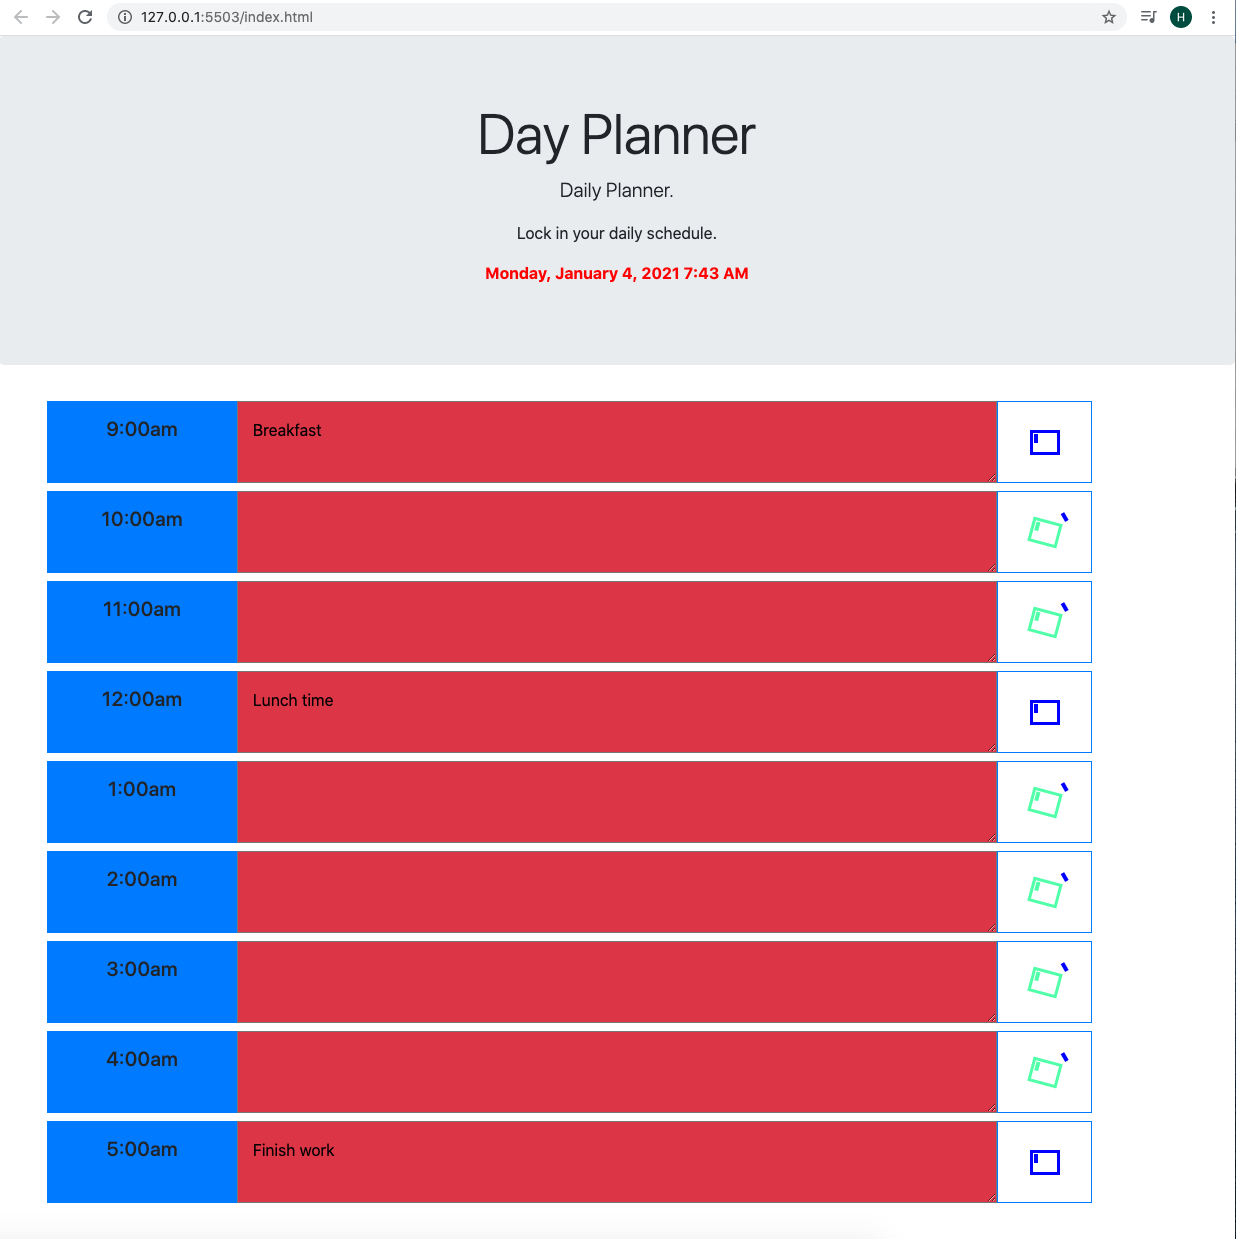 127.0.0.1:5503/index.html
H
Day Planner
Daily Planner.
Lock in your daily schedule.
Monday, January 4, 2021 7:43 AM
9:00am
Breakfast
10:00am
11:00am
12:00am
Lunch time
1:00am
2:00am
3:00am
4:00am
5:00am
Finish work